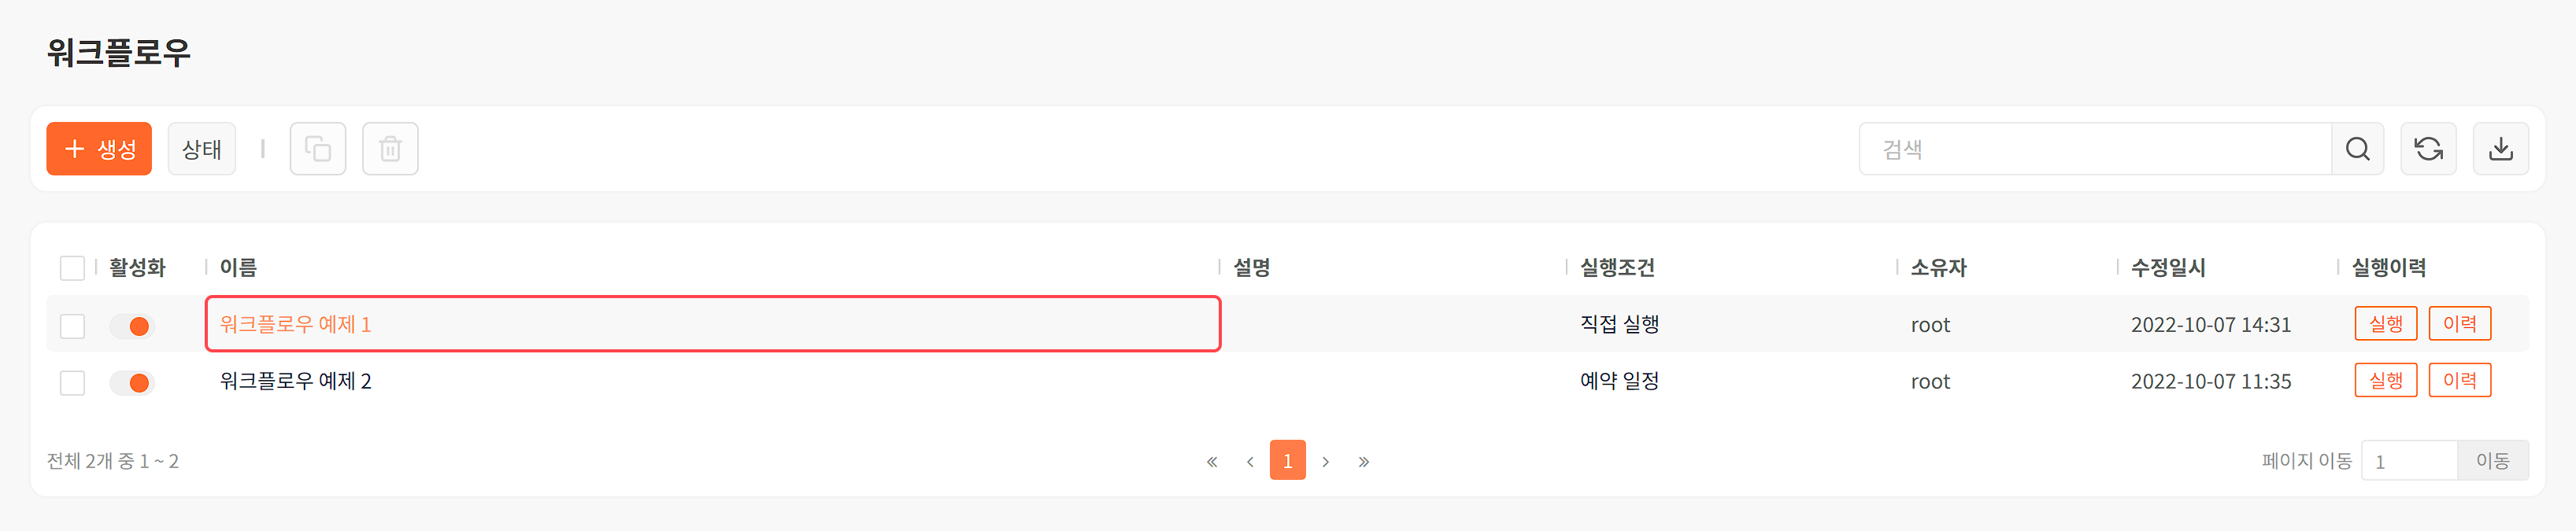 워크플로우
+ 생성 상태 검색
활성화 이름 설명 실행조건 소유자 수정일시 실행이력
워크플로우 예제 1 직접 실행 root 2022-10-07 14:31 실행 이력
워크플로우 예제 2 예약 일정 root 2022-10-07 11:35 실행 이력
전체 2개 중 1 ~ 2 « ‹ 1 › » 페이지 이동 1 이동